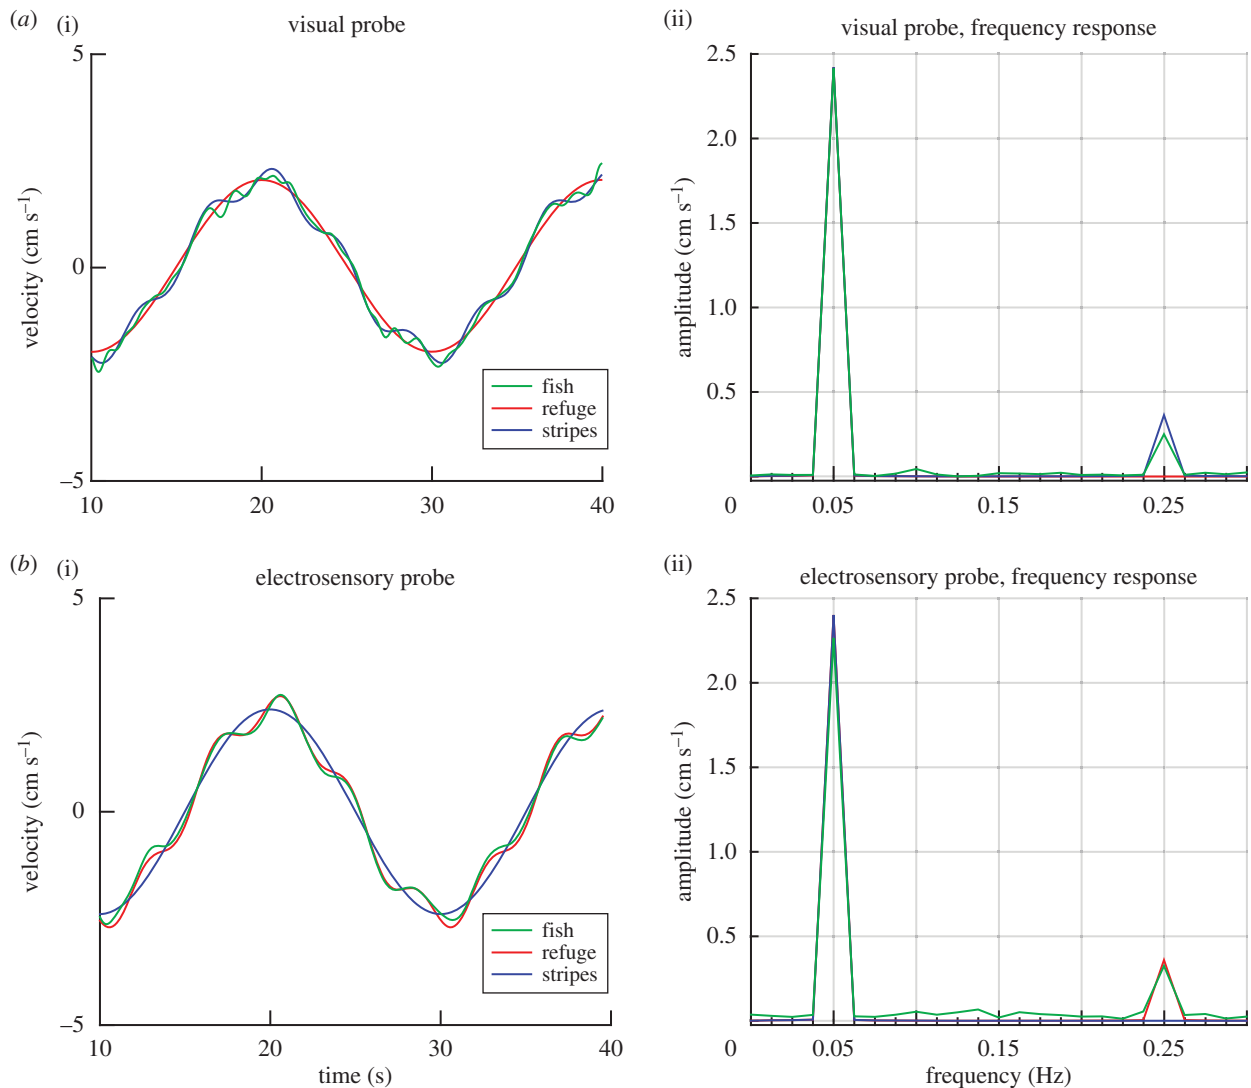 (a) (i) visual probe
5
0
–5
velocity (cm s–1)
10 20 30 40
fish
refuge
stripes
(ii) visual probe, frequency response
2.5
2.0
1.5
1.0
0.5
0
amplitude (cm s–1)
0.05 0.15 0.25
(b) (i) electrosensory probe
5
0
–5
velocity (cm s–1)
10 20 30 40
time (s)
fish
refuge
stripes
(ii) electrosensory probe, frequency response
2.5
2.0
1.5
1.0
0.5
0
amplitude (cm s–1)
0.05 0.15 0.25
frequency (Hz)